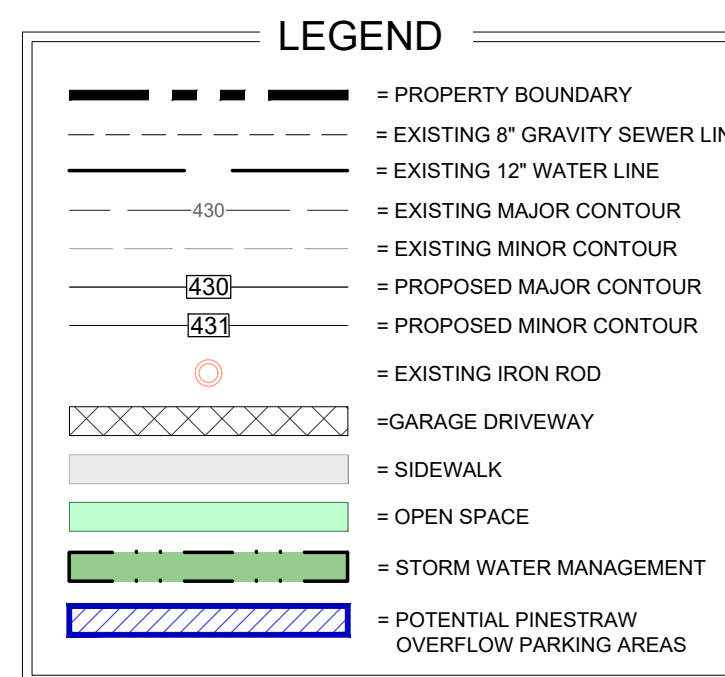 LEGEND
= PROPERTY BOUNDARY
= EXISTING 8" GRAVITY SEWER
= EXISTING 12" WATER LINE
430 = EXISTING MAJOR CONTOUR
= EXISTING MINOR CONTOUR
430 = PROPOSED MAJOR CONTOUR
431 = PROPOSED MINOR CONTOUR
= EXISTING IRON ROD
=GARAGE DRIVEWAY
= SIDEWALK
= OPEN SPACE
= STORM WATER MANAGEMENT
= POTENTIAL PINESTRAW
OVERFLOW PARKING AREAS